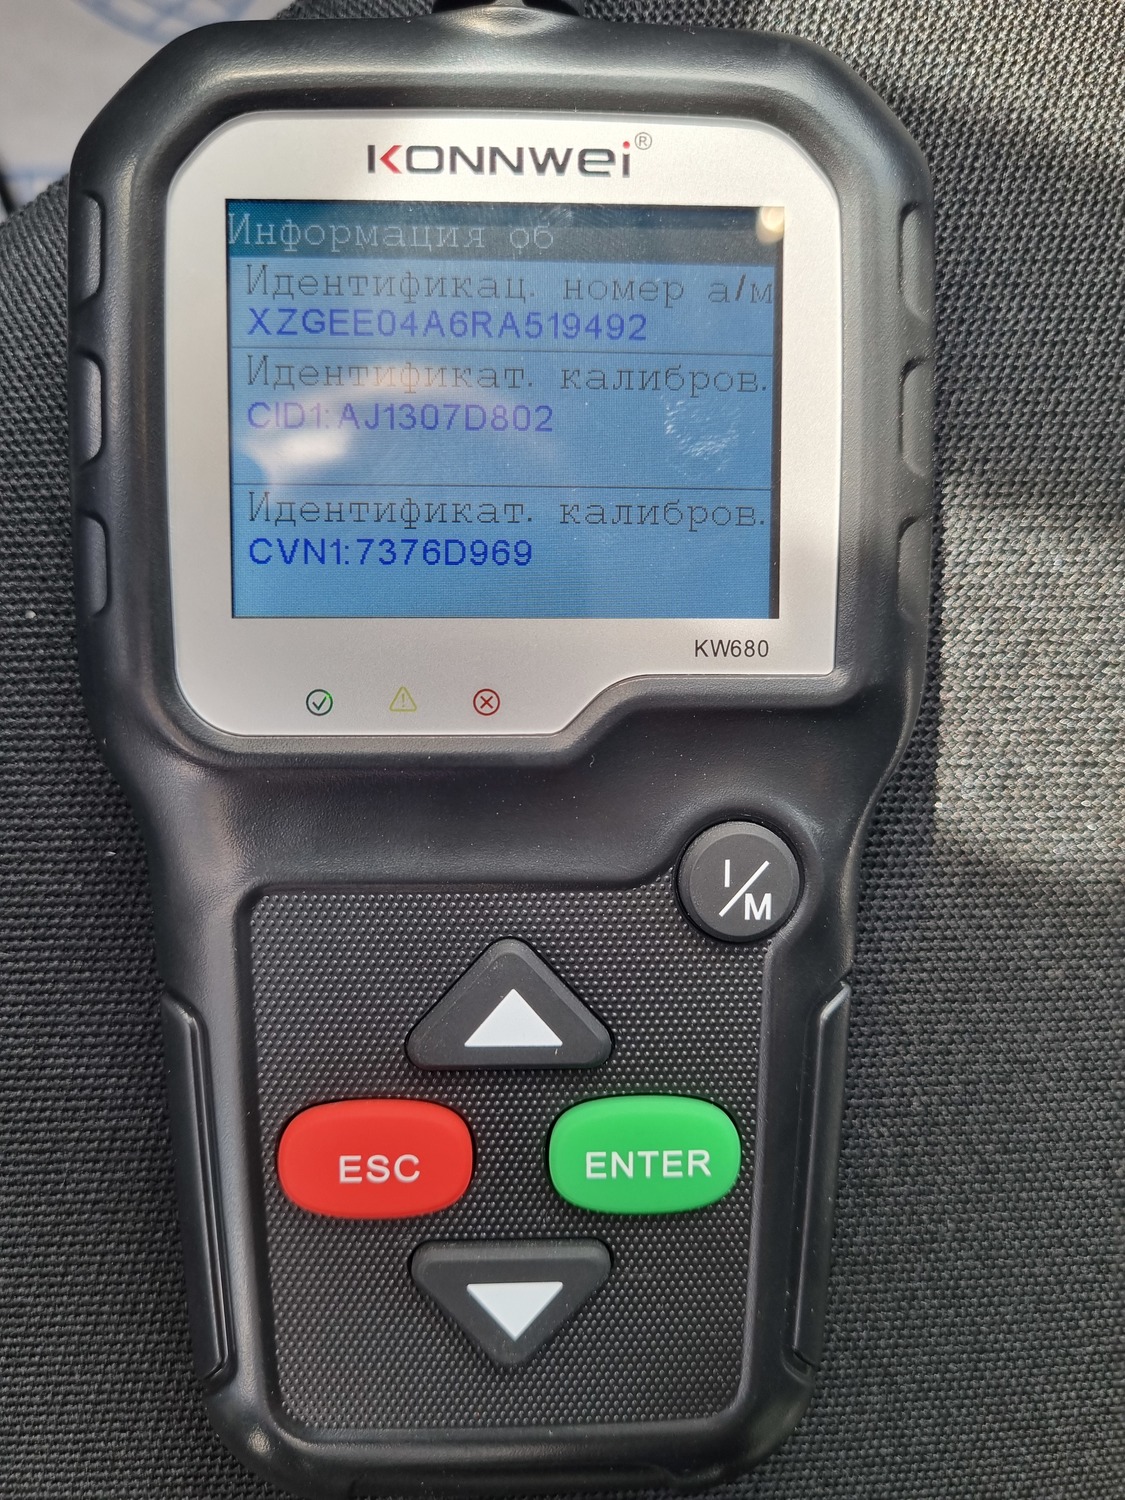 KONNWEI®
Информация об
Идентификац. номер а/м
XZGEE04A6RA519492
Идентификат. калибров.
CID1:AJ1307D802
Идентификат. калибров.
CVN1:7376D969
KW680
I/M
ESC
ENTER